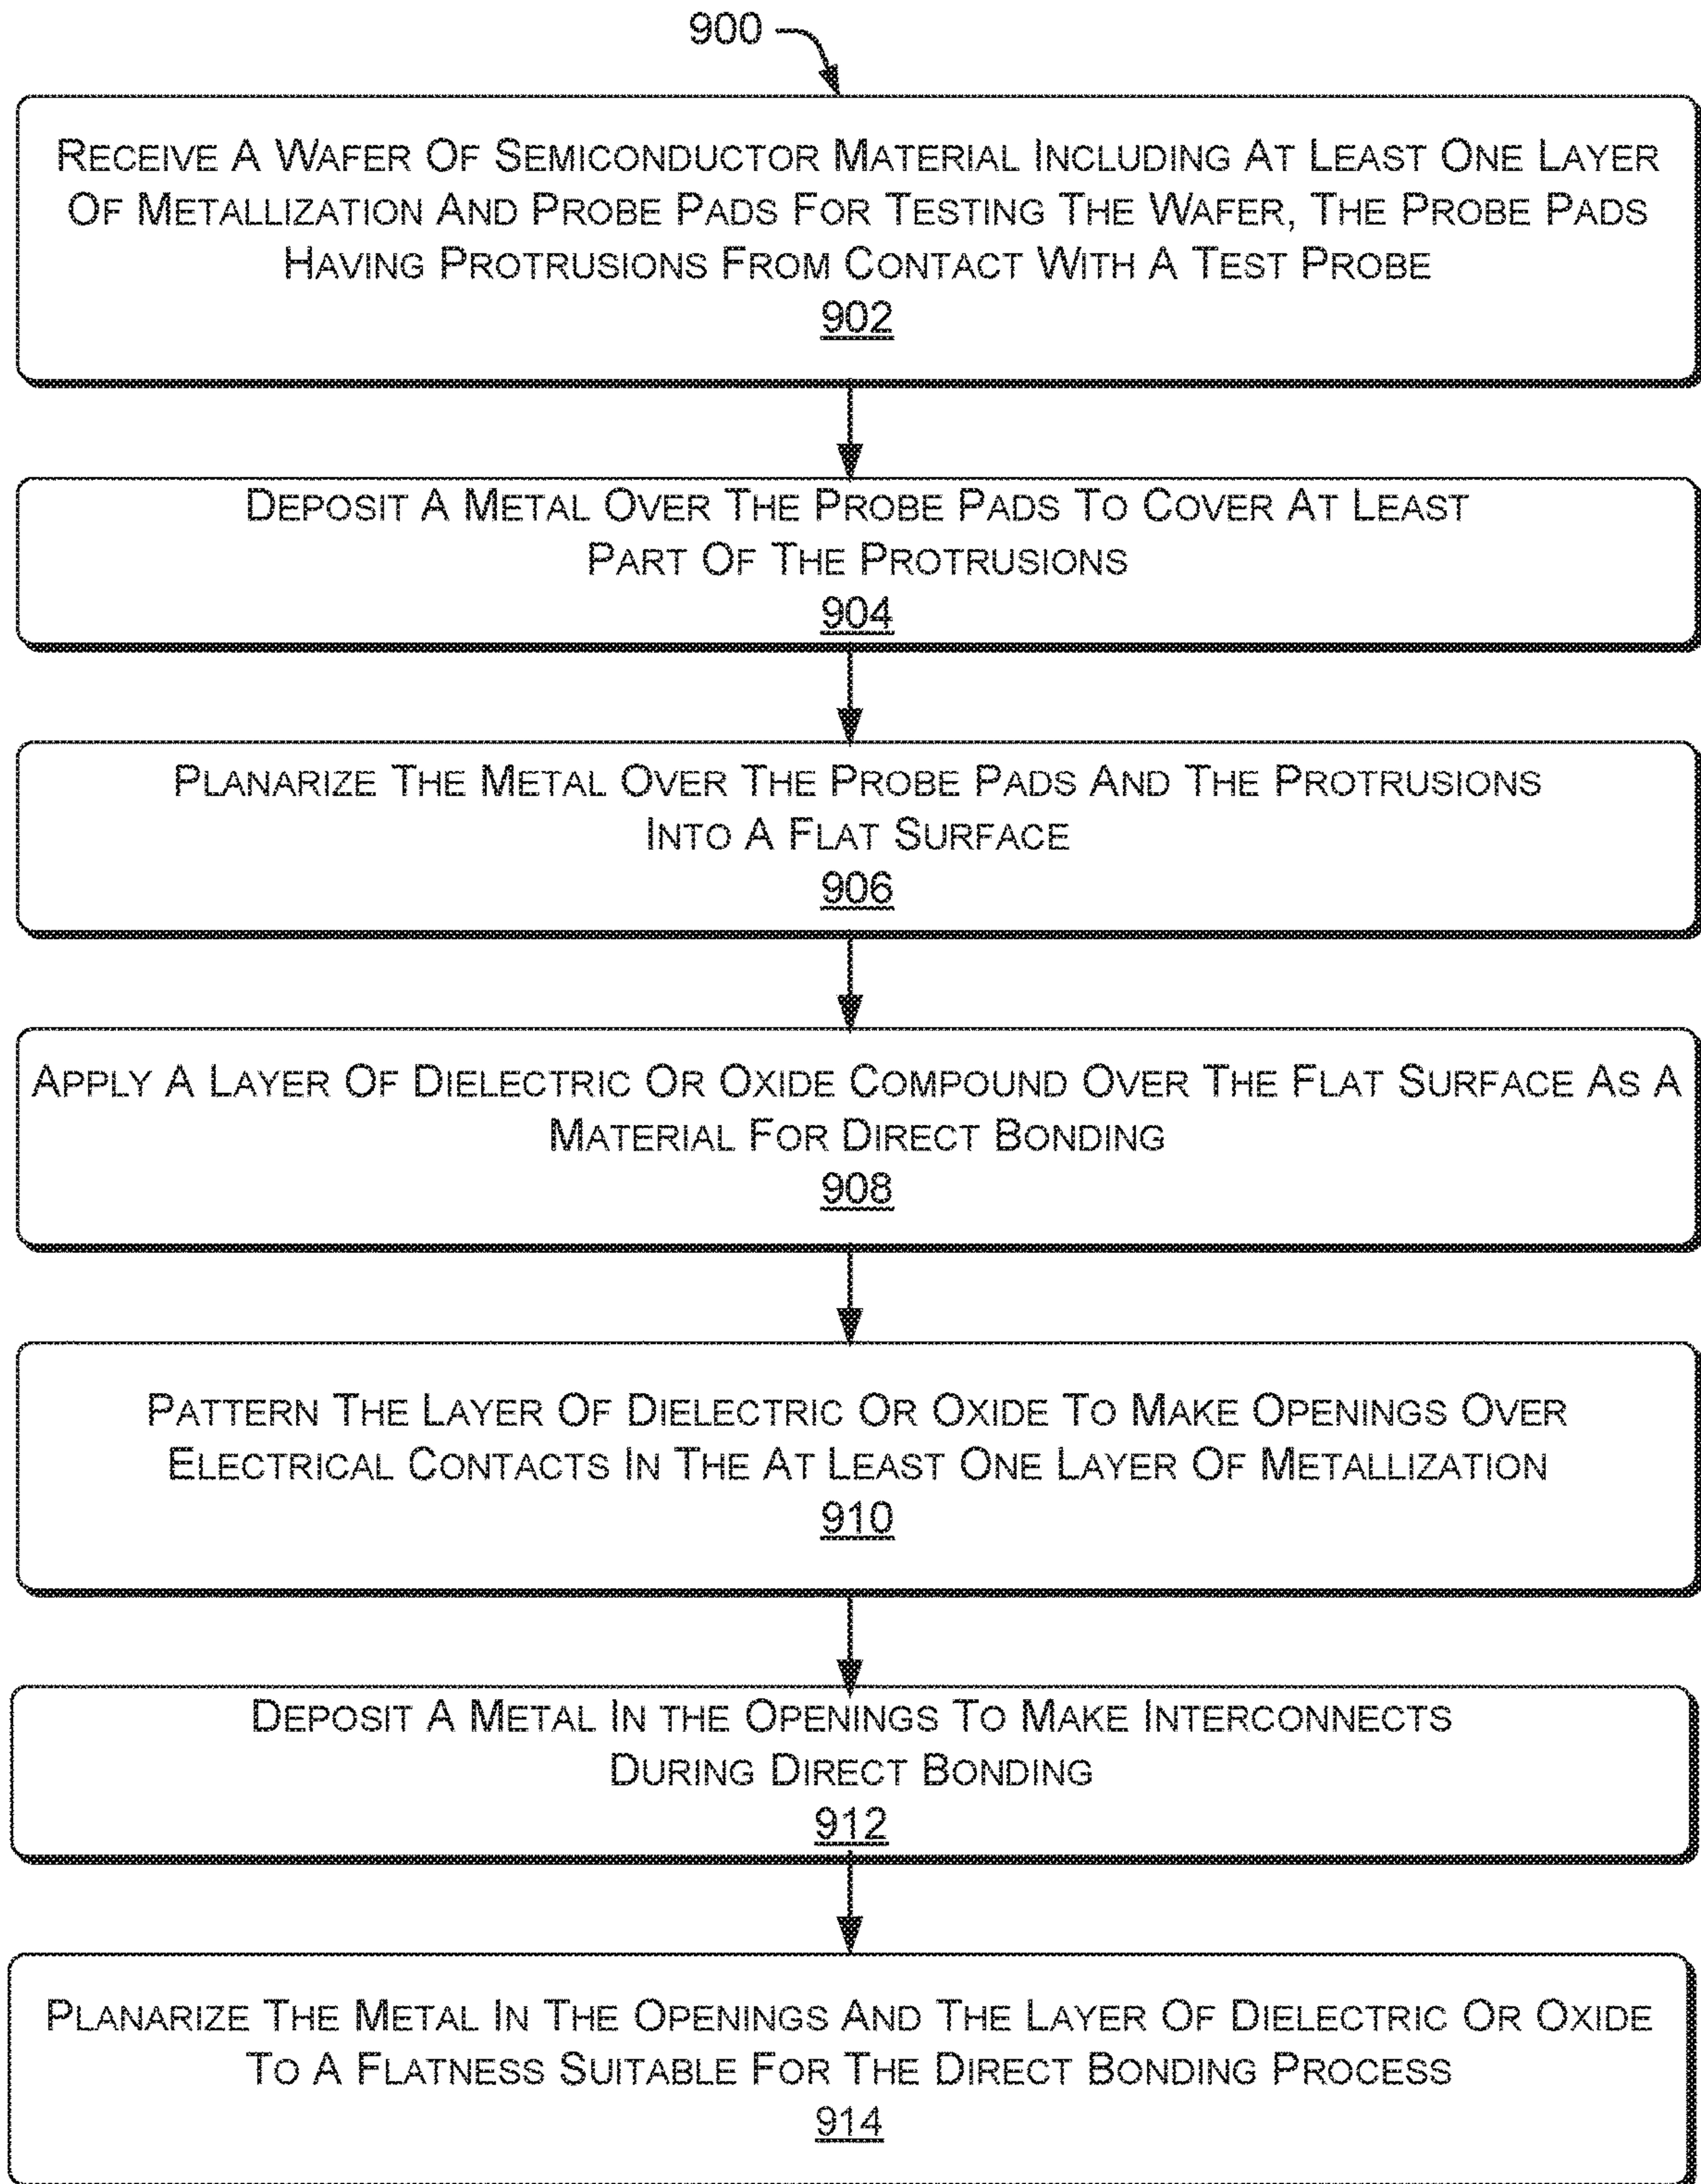 900
RECEIVE A WAFER OF SEMICONDUCTOR MATERIAL INCLUDING AT LEAST ONE LAYER
OF METALLIZATION AND PROBE PADS FOR TESTING THE WAFER, THE PROBE PADS
HAVING PROTRUSIONS FROM CONTACT WITH A TEST PROBE
902
DEPOSIT A METAL OVER THE PROBE PADS TO COVER AT LEAST
PART OF THE PROTRUSIONS
904
PLANARIZE THE METAL OVER THE PROBE PADS AND THE PROTRUSIONS
INTO A FLAT SURFACE
906
APPLY A LAYER OF DIELECTRIC OR OXIDE COMPOUND OVER THE FLAT SURFACE AS A
MATERIAL FOR DIRECT BONDING
908
PATTERN THE LAYER OF DIELECTRIC OR OXIDE TO MAKE OPENINGS OVER
ELECTRICAL CONTACTS IN THE AT LEAST ONE LAYER OF METALLIZATION
910
DEPOSIT A METAL IN THE OPENINGS TO MAKE INTERCONNECTS
DURING DIRECT BONDING
912
PLANARIZE THE METAL IN THE OPENINGS AND THE LAYER OF DIELECTRIC OR OXIDE
TO A FLATNESS SUITABLE FOR THE DIRECT BONDING PROCESS
914